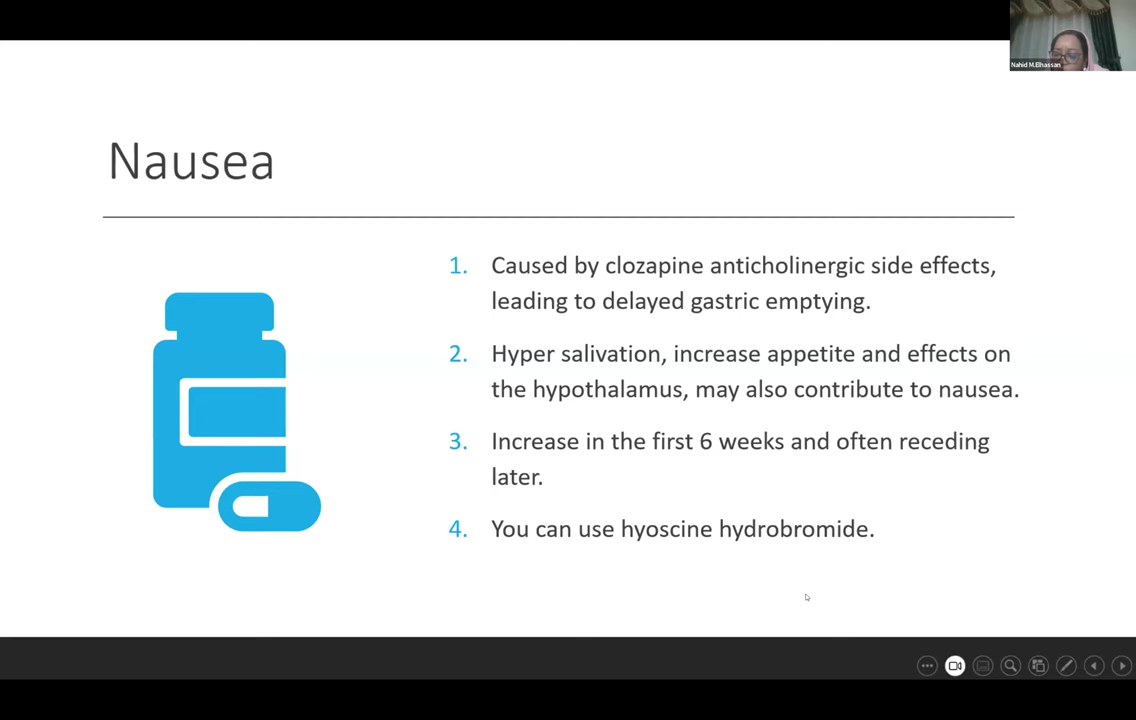 Nahid M.Elhassan
Nausea
1. Caused by clozapine anticholinergic side effects,
leading to delayed gastric emptying.
2. Hyper salivation, increase appetite and effects on
the hypothalamus, may also contribute to nausea.
3. Increase in the first 6 weeks and often receding
later.
4. You can use hyoscine hydrobromide.